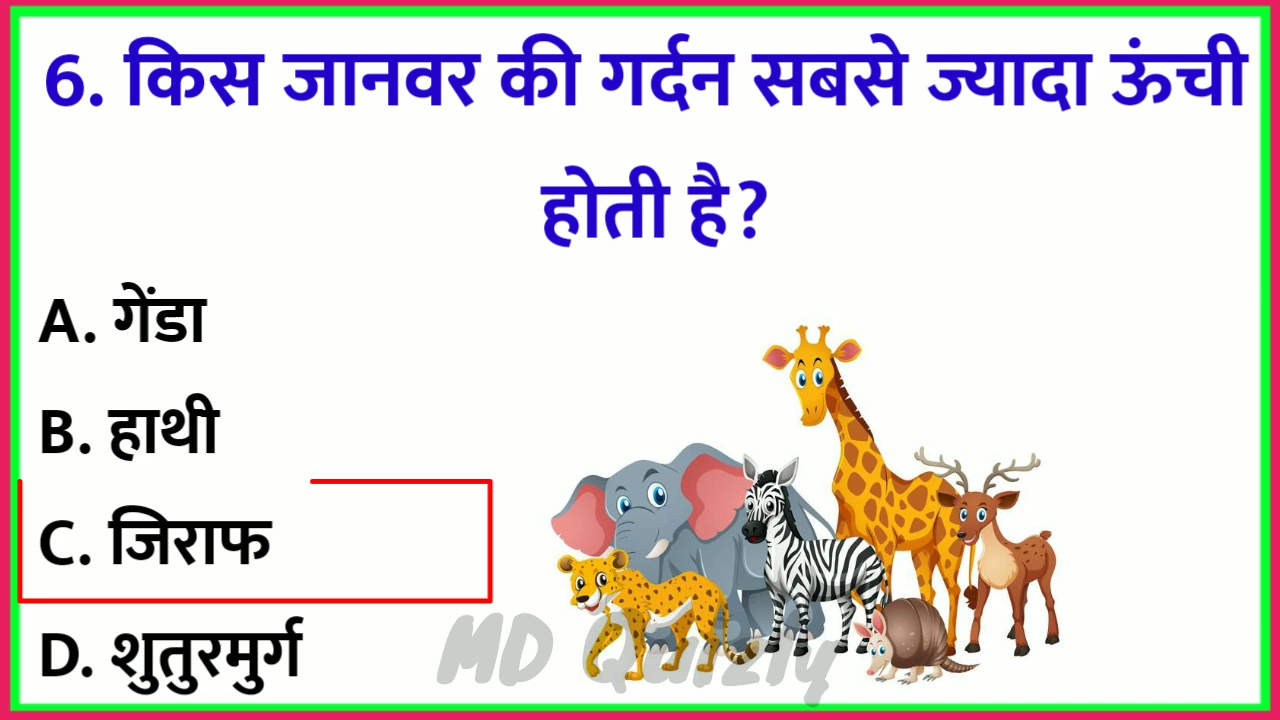 6. किस जानवर की गर्दन सबसे ज्यादा ऊंची
होती है?
A. गेंडा
B. हाथी
C. जिराफ
D. शुतुरमुर्ग
MD Quizly